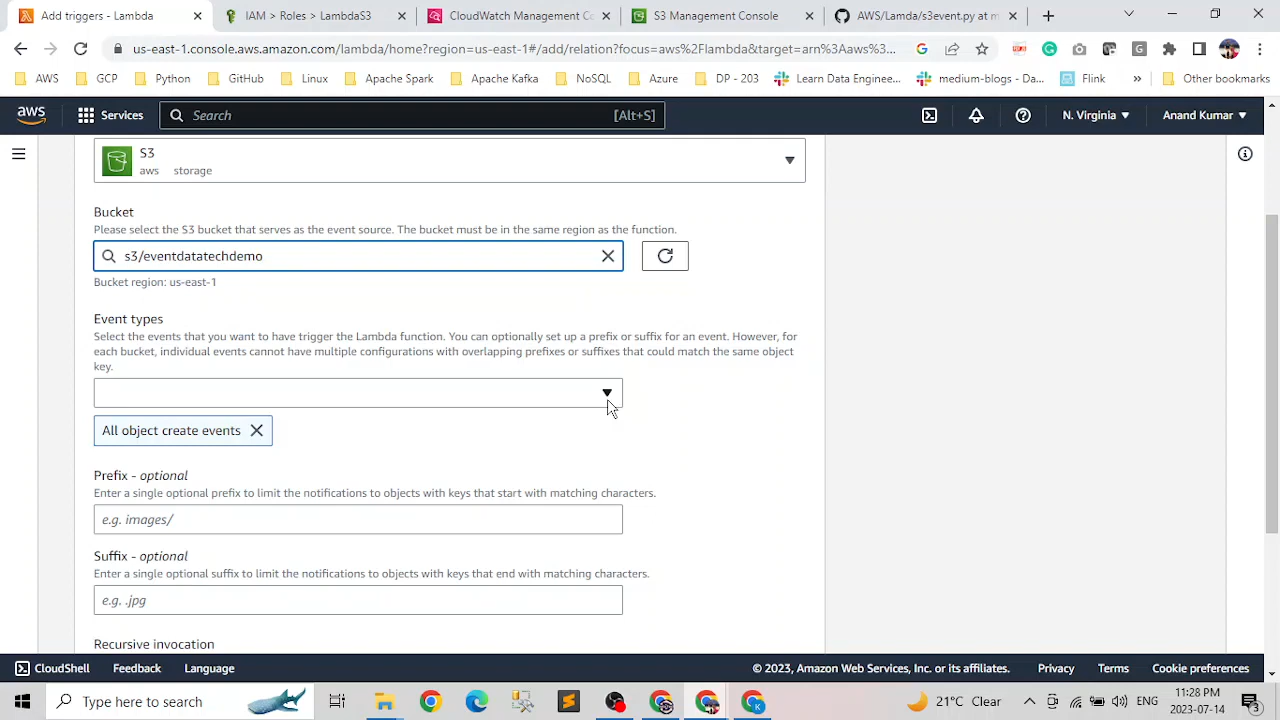 Add triggers - Lambda
IAM > Roles > LambdaS3
CloudWatch Management Co
S3 Management Console
AWS/Lamda/s3event.py at m
us-east-1.console.aws.amazon.com/lambda/home?region=us-east-1#/add/relation?focus=aws%2Flambda&target=arn%3Aaws%3...
AWS GCP Python GitHub Linux Apache Spark Apache Kafka NoSQL Azure DP - 203 Learn Data Enginee... medium-blogs - Da... Flink » Other bookmarks
aws Services Search [Alt+S] N. Virginia Anand Kumar
S3
aws storage
Bucket
Please select the S3 bucket that serves as the event source. The bucket must be in the same region as the function.
s3/eventdatatechdemo
Bucket region: us-east-1
Event types
Select the events that you want to have trigger the Lambda function. You can optionally set up a prefix or suffix for an event. However, for
each bucket, individual events cannot have multiple configurations with overlapping prefixes or suffixes that could match the same object
key.
All object create events
Prefix - optional
Enter a single optional prefix to limit the notifications to objects with keys that start with matching characters.
e.g. images/
Suffix - optional
Enter a single optional suffix to limit the notifications to objects with keys that end with matching characters.
e.g. .jpg
Recursive invocation
CloudShell Feedback Language © 2023, Amazon Web Services, Inc. or its affiliates. Privacy Terms Cookie preferences
Type here to search 21°C Clear ENG 11:28 PM
2023-07-14